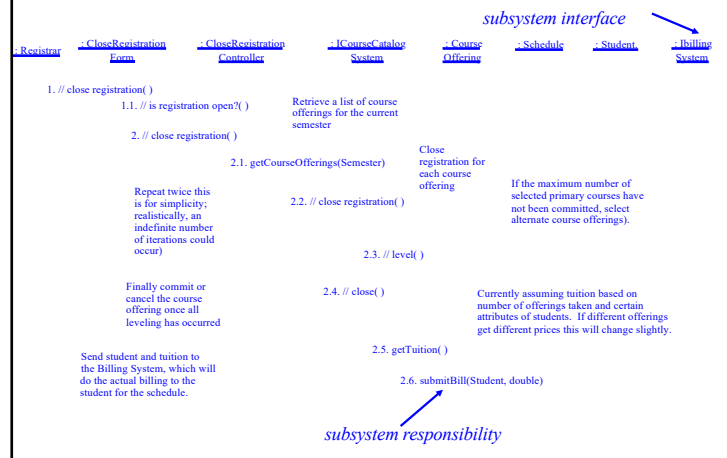 subsystem interface
: Registrar
: CloseRegistration
Form
: CloseRegistration
Controller
: ICourseCatalog
System
: Course
Offering
: Schedule
: Student
: Ibilling
System
1. // close registration( )
1.1. // is registration open?( )
Retrieve a list of course
offerings for the current
semester
2. // close registration( )
Close
registration for
each course
offering
2.1. getCourseOfferings(Semester)
Repeat twice this
is for simplicity;
realistically, an
indefinite number
of iterations could
occur)
2.2. // close registration( )
If the maximum number of
selected primary courses have
not been committed, select
alternate course offerings).
2.3. // level( )
Finally commit or
cancel the course
offering once all
leveling has occurred
2.4. // close( )
Currently assuming tuition based on
number of offerings taken and certain
attributes of students. If different offerings
get different prices this will change slightly.
2.5. getTuition( )
Send student and tuition to
the Billing System, which will
do the actual billing to the
student for the schedule.
2.6. submitBill(Student, double)
subsystem responsibility